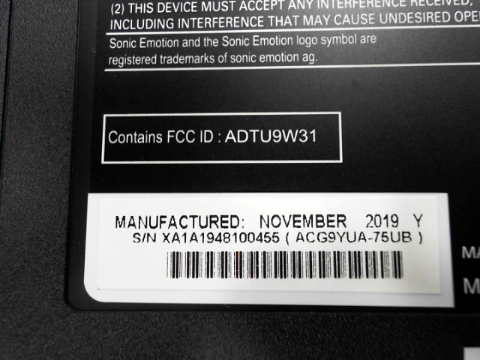 (2) THIS DEVICE MUST ACCEPT ANY INTERFERENCE RECEIVED,
INCLUDING INTERFERENCE THAT MAY CAUSE UNDESIRED OPE
Sonic Emotion and the Sonic Emotion logo symbol are
registered trademarks of sonic emotion ag.
Contains FCC ID : ADTU9W31
MANUFACTURED: NOVEMBER 2019 Y
S/N XA1A1948100455 ( ACG9YUA-75UB )
MA
M